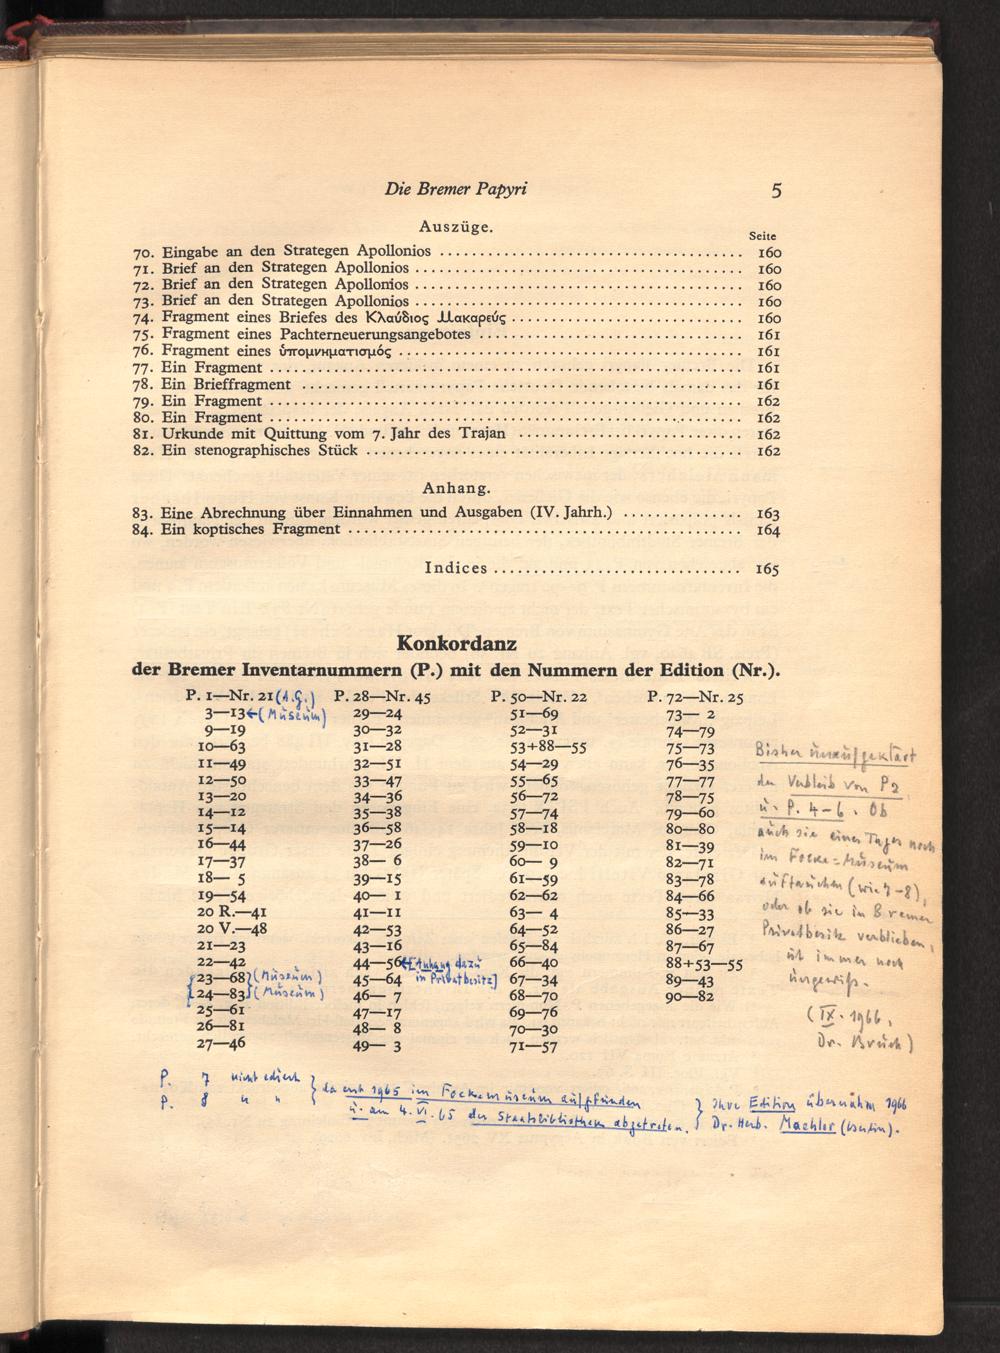 Die Bremer Papyri 5
Auszüge.
Seite
70. Eingabe an den Strategen Apollonios ........ 160
71. Brief an den Strategen Apollonios ........ 160
72. Brief an den Strategen Apollonios ........ 160
73. Brief an den Strategen Apollonios ........ 160
74. Fragment eines Briefes des Κλαύδιος Μακαρεύς ........ 160
75. Fragment eines Pachterneuerungsangebotes ........ 161
76. Fragment eines ὑπομνηματισμός ........ 161
77. Ein Fragment ........ 161
78. Ein Brieffragment ........ 161
79. Ein Fragment ........ 162
80. Ein Fragment ........ 162
81. Urkunde mit Quittung vom 7. Jahr des Trajan ........ 162
82. Ein stenographisches Stück ........ 162
Anhang.
83. Eine Abrechnung über Einnahmen und Ausgaben (IV. Jahrh.) ........ 163
84. Ein koptisches Fragment ........ 164
Indices ........ 165
Konkordanz
der Bremer Inventarnummern (P.) mit den Nummern der Edition (Nr.).
P. 1—Nr. 21 (A.G.)
3—13 ← (Museum)
9—19
10—63
11—49
12—50
13—20
14—12
15—14
16—44
17—37
18— 5
19—54
20 R.—41
20 V.—48
21—23
22—42
23—68 (Museum)
24—83 (Museum)
25—61
26—81
27—46
P. 28—Nr. 45
29—24
30—32
31—28
32—51
33—47
34—36
35—38
36—58
37—26
38— 6
39—15
40— 1
41—11
42—53
43—16
44—56 ← [Anhang dazu
45—64 in Privatbesitz]
46— 7
47—17
48— 8
49— 3
P. 50—Nr. 22
51—69
52—31
53+88—55
54—29
55—65
56—72
57—74
58—18
59—10
60— 9
61—59
62—62
63— 4
64—52
65—84
66—40
67—34
68—70
69—76
70—30
71—57
P. 72—Nr. 25
73— 2
74—79
75—73
76—35
77—77
78—75
79—60
80—80
81—39
82—71
83—78
84—66
85—33
86—27
87—67
88+53—55
89—43
90—82
Bisher unaufgeklärt
der Verbleib von P2
u. P. 4–6. Ob
auch sie eines Tages noch
im Focke-Museum
auftauchen (wie 7–8),
oder ob sie in Bremer
Privatbesitz verblieben,
ist immer noch
ungewiß.
(IX. 1966,
Dr. Bruch)
P. 7 nicht ediert
P. 8 " "
} da erst 1965 im Fockemuseum aufgefunden
u. am 4. VI. 65 der Staatsbibliothek abgetreten.
} Ihre Edition übernahm 1966
Dr. Herb. Maehler (Berlin).